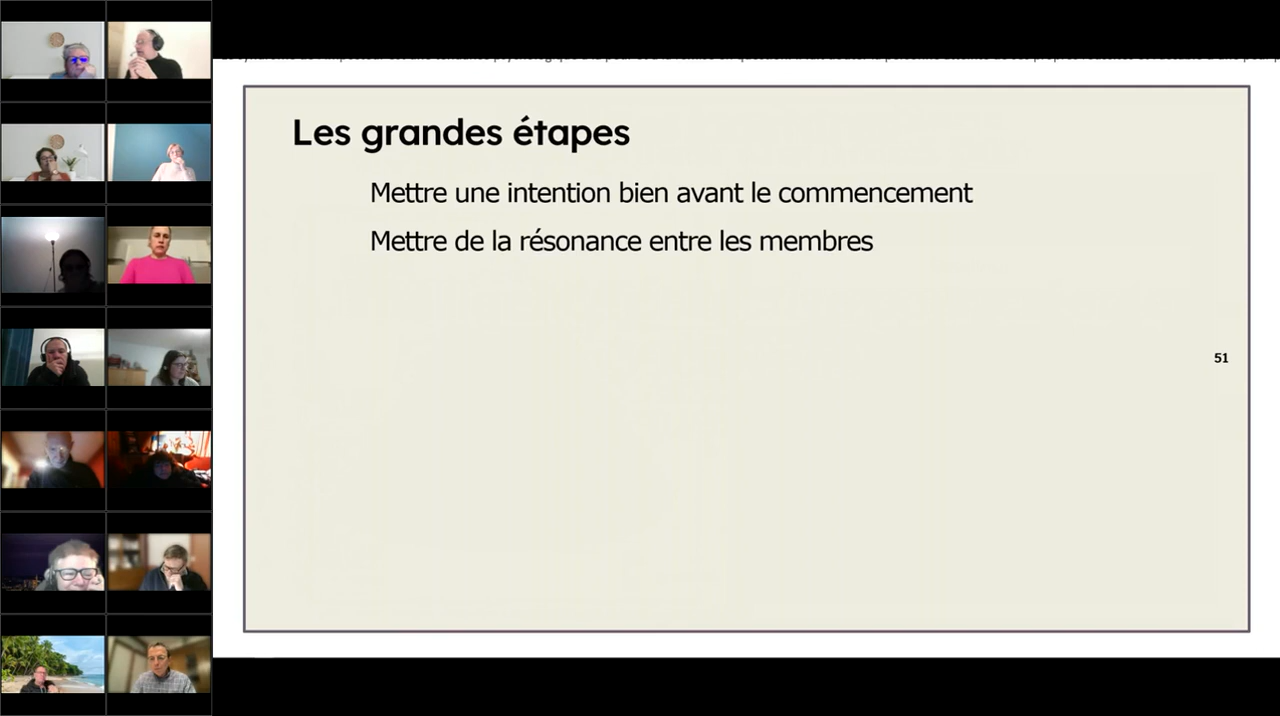 Les grandes étapes
Mettre une intention bien avant le commencement
Mettre de la résonance entre les membres
51